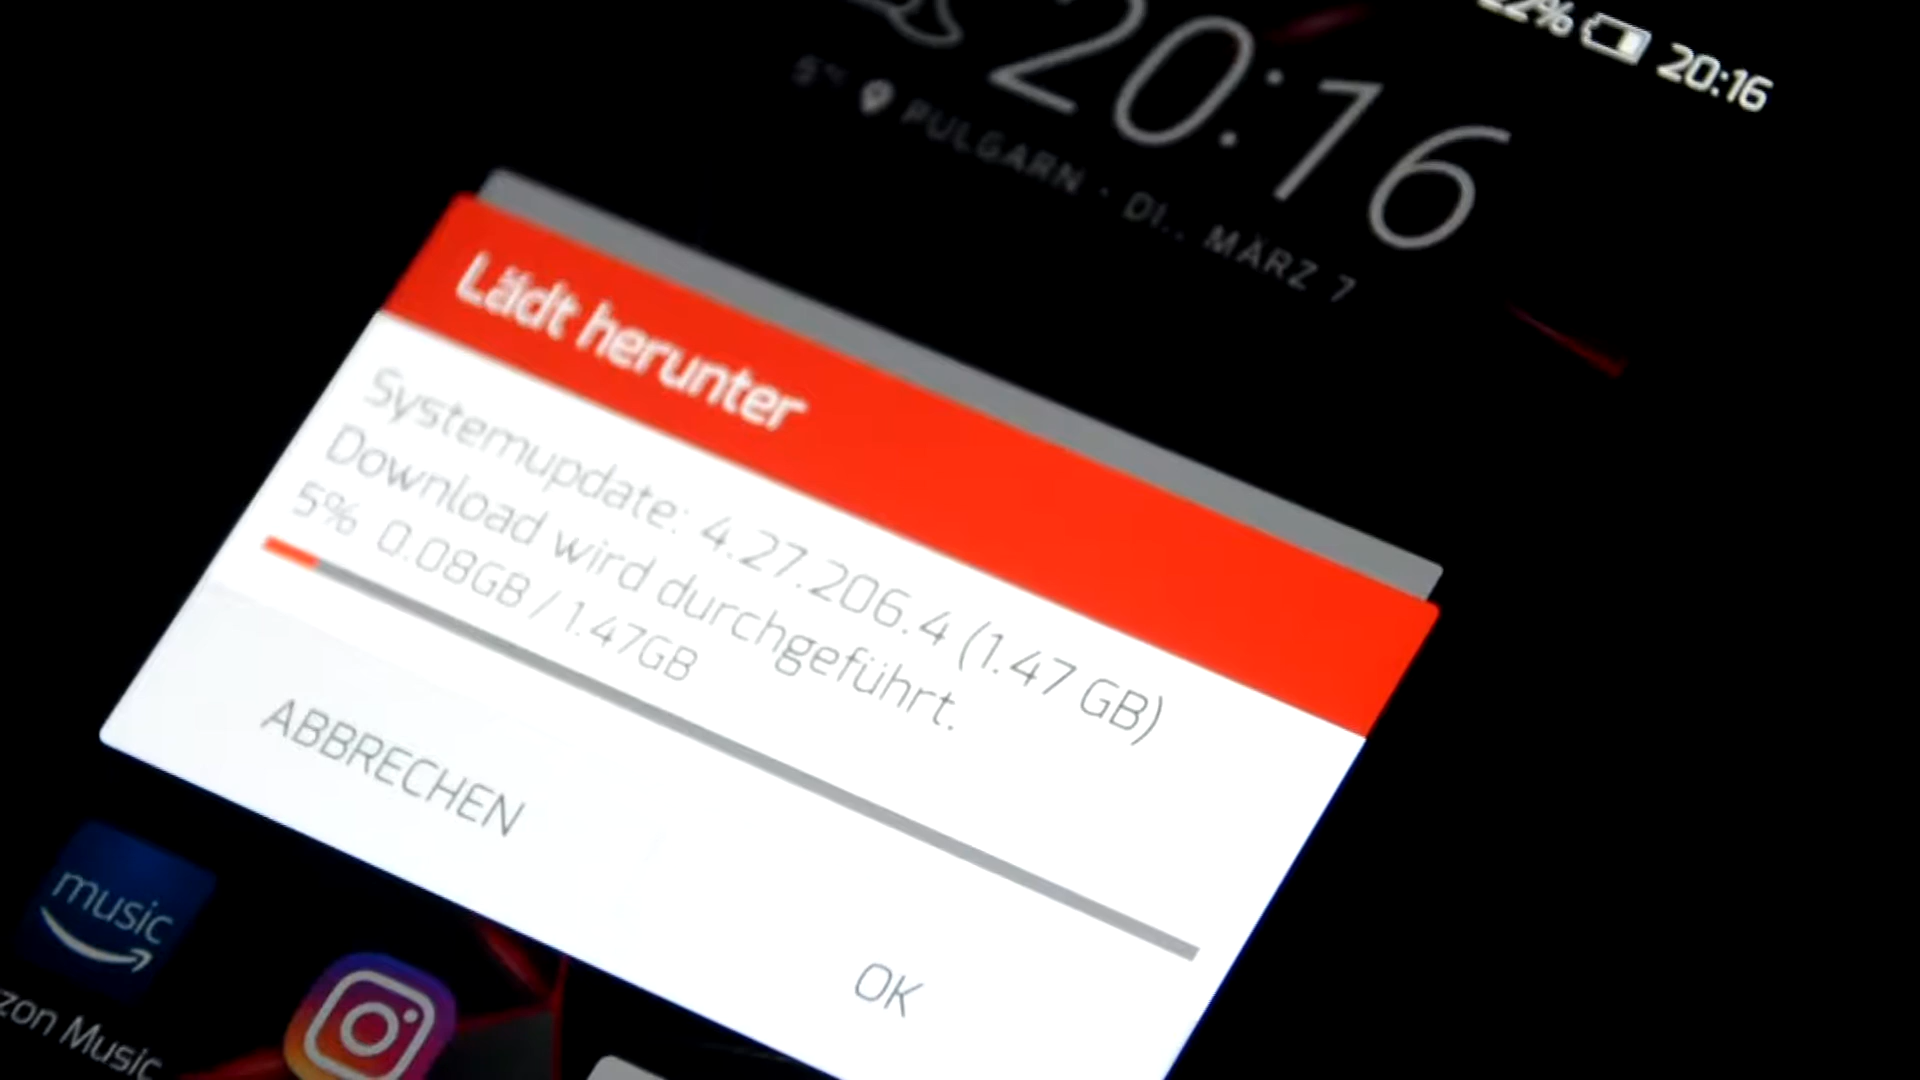 22% 20:16
20:16
PULGARN · DI., MÄRZ 7
Lädt herunter
Systemupdate: 4.27.206.4 (1.47 GB)
Download wird durchgeführt.
5% 0.08GB / 1.47GB
ABBRECHEN
OK
music
zon Music